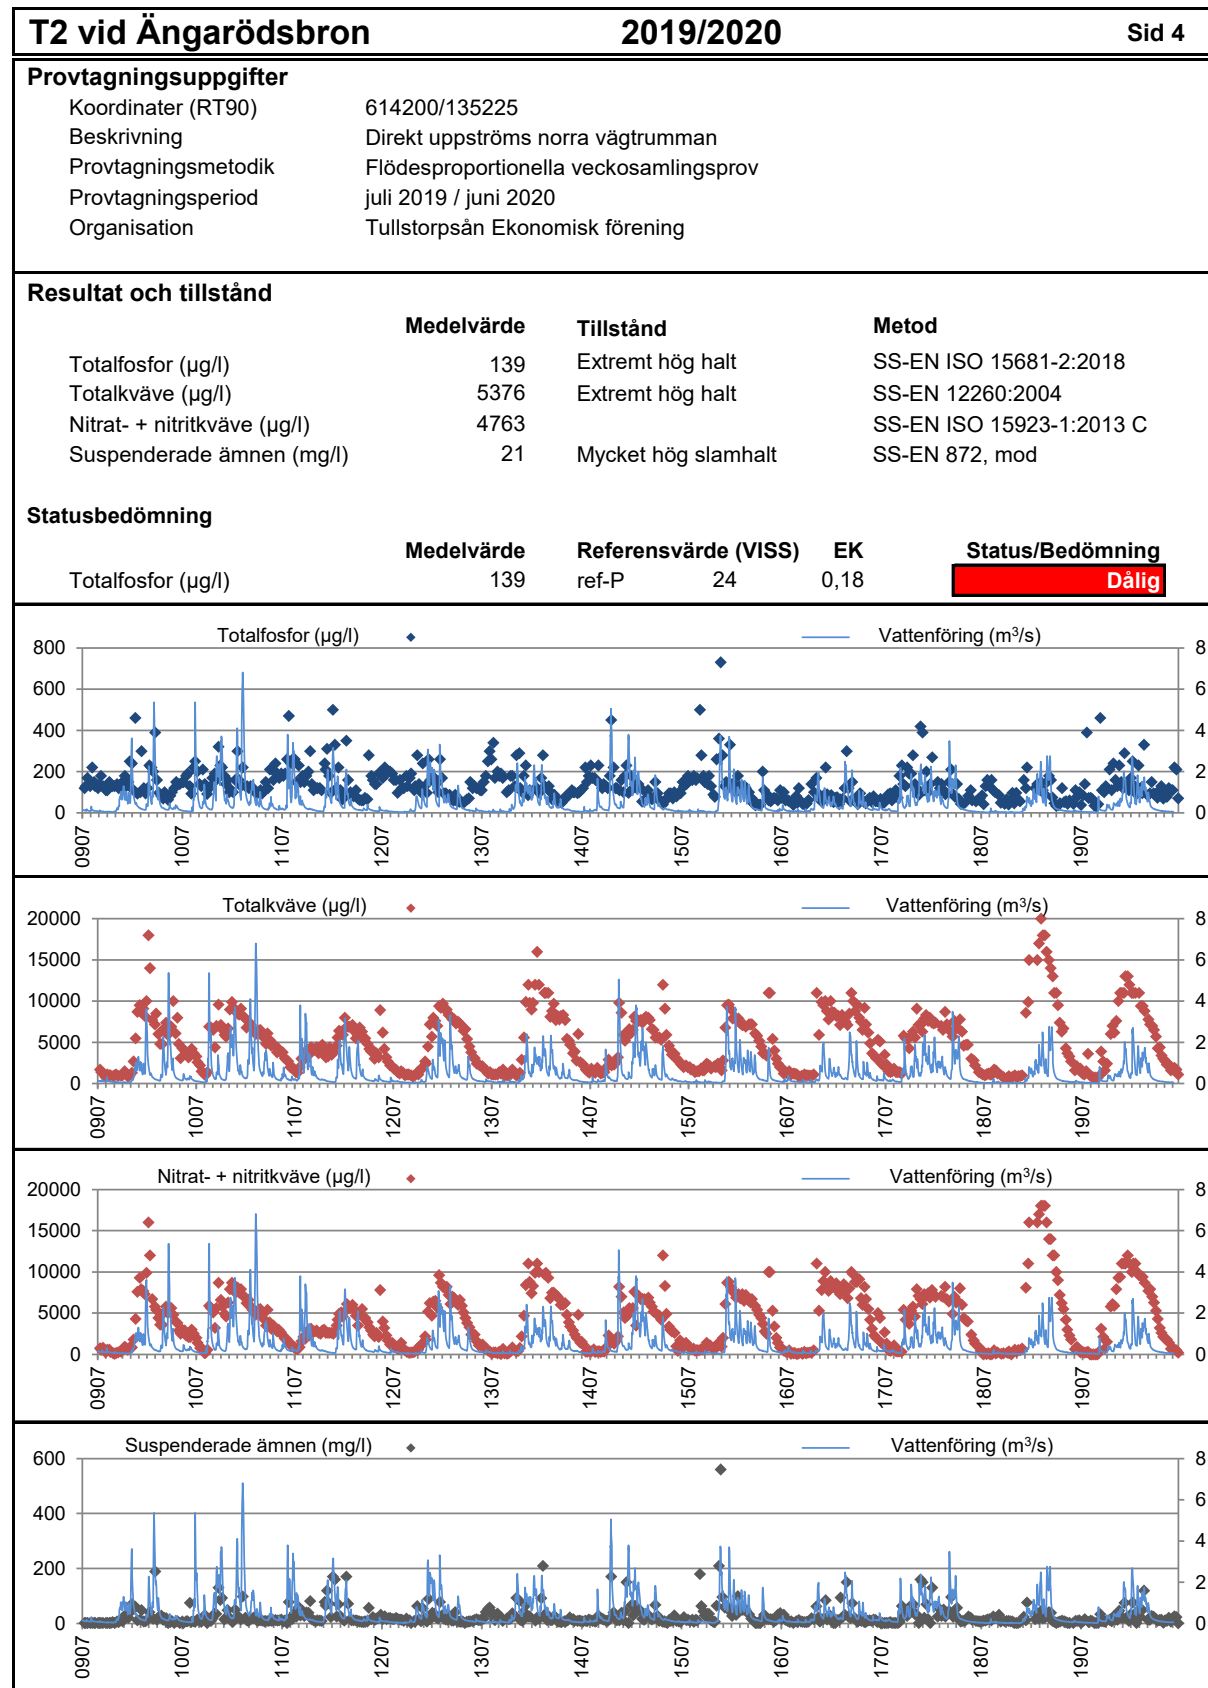 T2 vid Ängarödsbron 2019/2020 Sid 4
Provtagningsuppgifter
Koordinater (RT90) 614200/135225
Beskrivning Direkt uppströms norra vägtrumman
Provtagningsmetodik Flödesproportionella veckosamlingsprov
Provtagningsperiod juli 2019 / juni 2020
Organisation Tullstorpsån Ekonomisk förening
Resultat och tillstånd
Medelvärde Tillstånd Metod
Totalfosfor (µg/l) 139 Extremt hög halt SS-EN ISO 15681-2:2018
Totalkväve (µg/l) 5376 Extremt hög halt SS-EN 12260:2004
Nitrat- + nitritkväve (µg/l) 4763 SS-EN ISO 15923-1:2013 C
Suspenderade ämnen (mg/l) 21 Mycket hög slamhalt SS-EN 872, mod
Statusbedömning
Medelvärde Referensvärde (VISS) EK Status/Bedömning
Totalfosfor (µg/l) 139 ref-P 24 0,18 Dålig
Totalfosfor (µg/l) Vattenföring (m³/s)
800 8
600 6
400 4
200 2
0 0
0907 1007 1107 1207 1307 1407 1507 1607 1707 1807 1907
Totalkväve (µg/l) Vattenföring (m³/s)
20000 8
15000 6
10000 4
5000 2
0 0
0907 1007 1107 1207 1307 1407 1507 1607 1707 1807 1907
Nitrat- + nitritkväve (µg/l) Vattenföring (m³/s)
20000 8
15000 6
10000 4
5000 2
0 0
0907 1007 1107 1207 1307 1407 1507 1607 1707 1807 1907
Suspenderade ämnen (mg/l) Vattenföring (m³/s)
600 8
6
400 4
200 2
0 0
0907 1007 1107 1207 1307 1407 1507 1607 1707 1807 1907